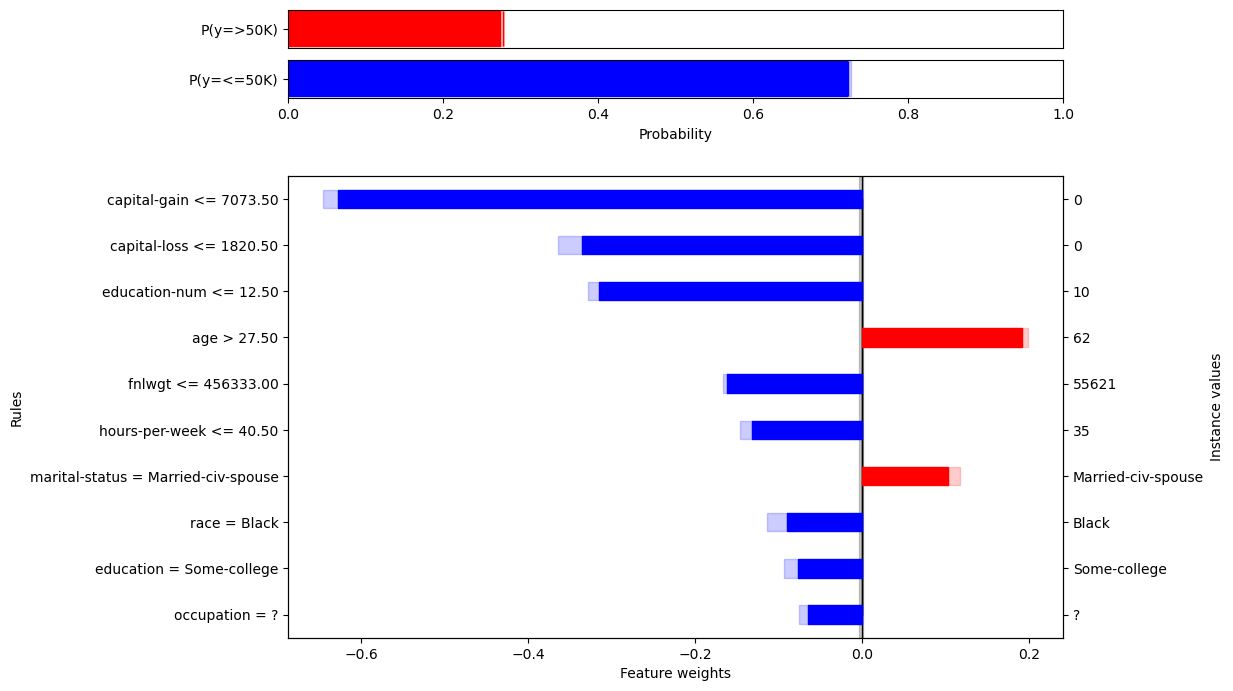 P(y=>50K)
P(y=<=50K)
0.0 0.2 0.4 0.6 0.8 1.0
Probability
capital-gain <= 7073.50 0
capital-loss <= 1820.50 0
education-num <= 12.50 10
age > 27.50 62
fnlwgt <= 456333.00 55621
hours-per-week <= 40.50 35
marital-status = Married-civ-spouse Married-civ-spouse
race = Black Black
education = Some-college Some-college
occupation = ? ?
Rules
Instance values
−0.6 −0.4 −0.2 0.0 0.2
Feature weights